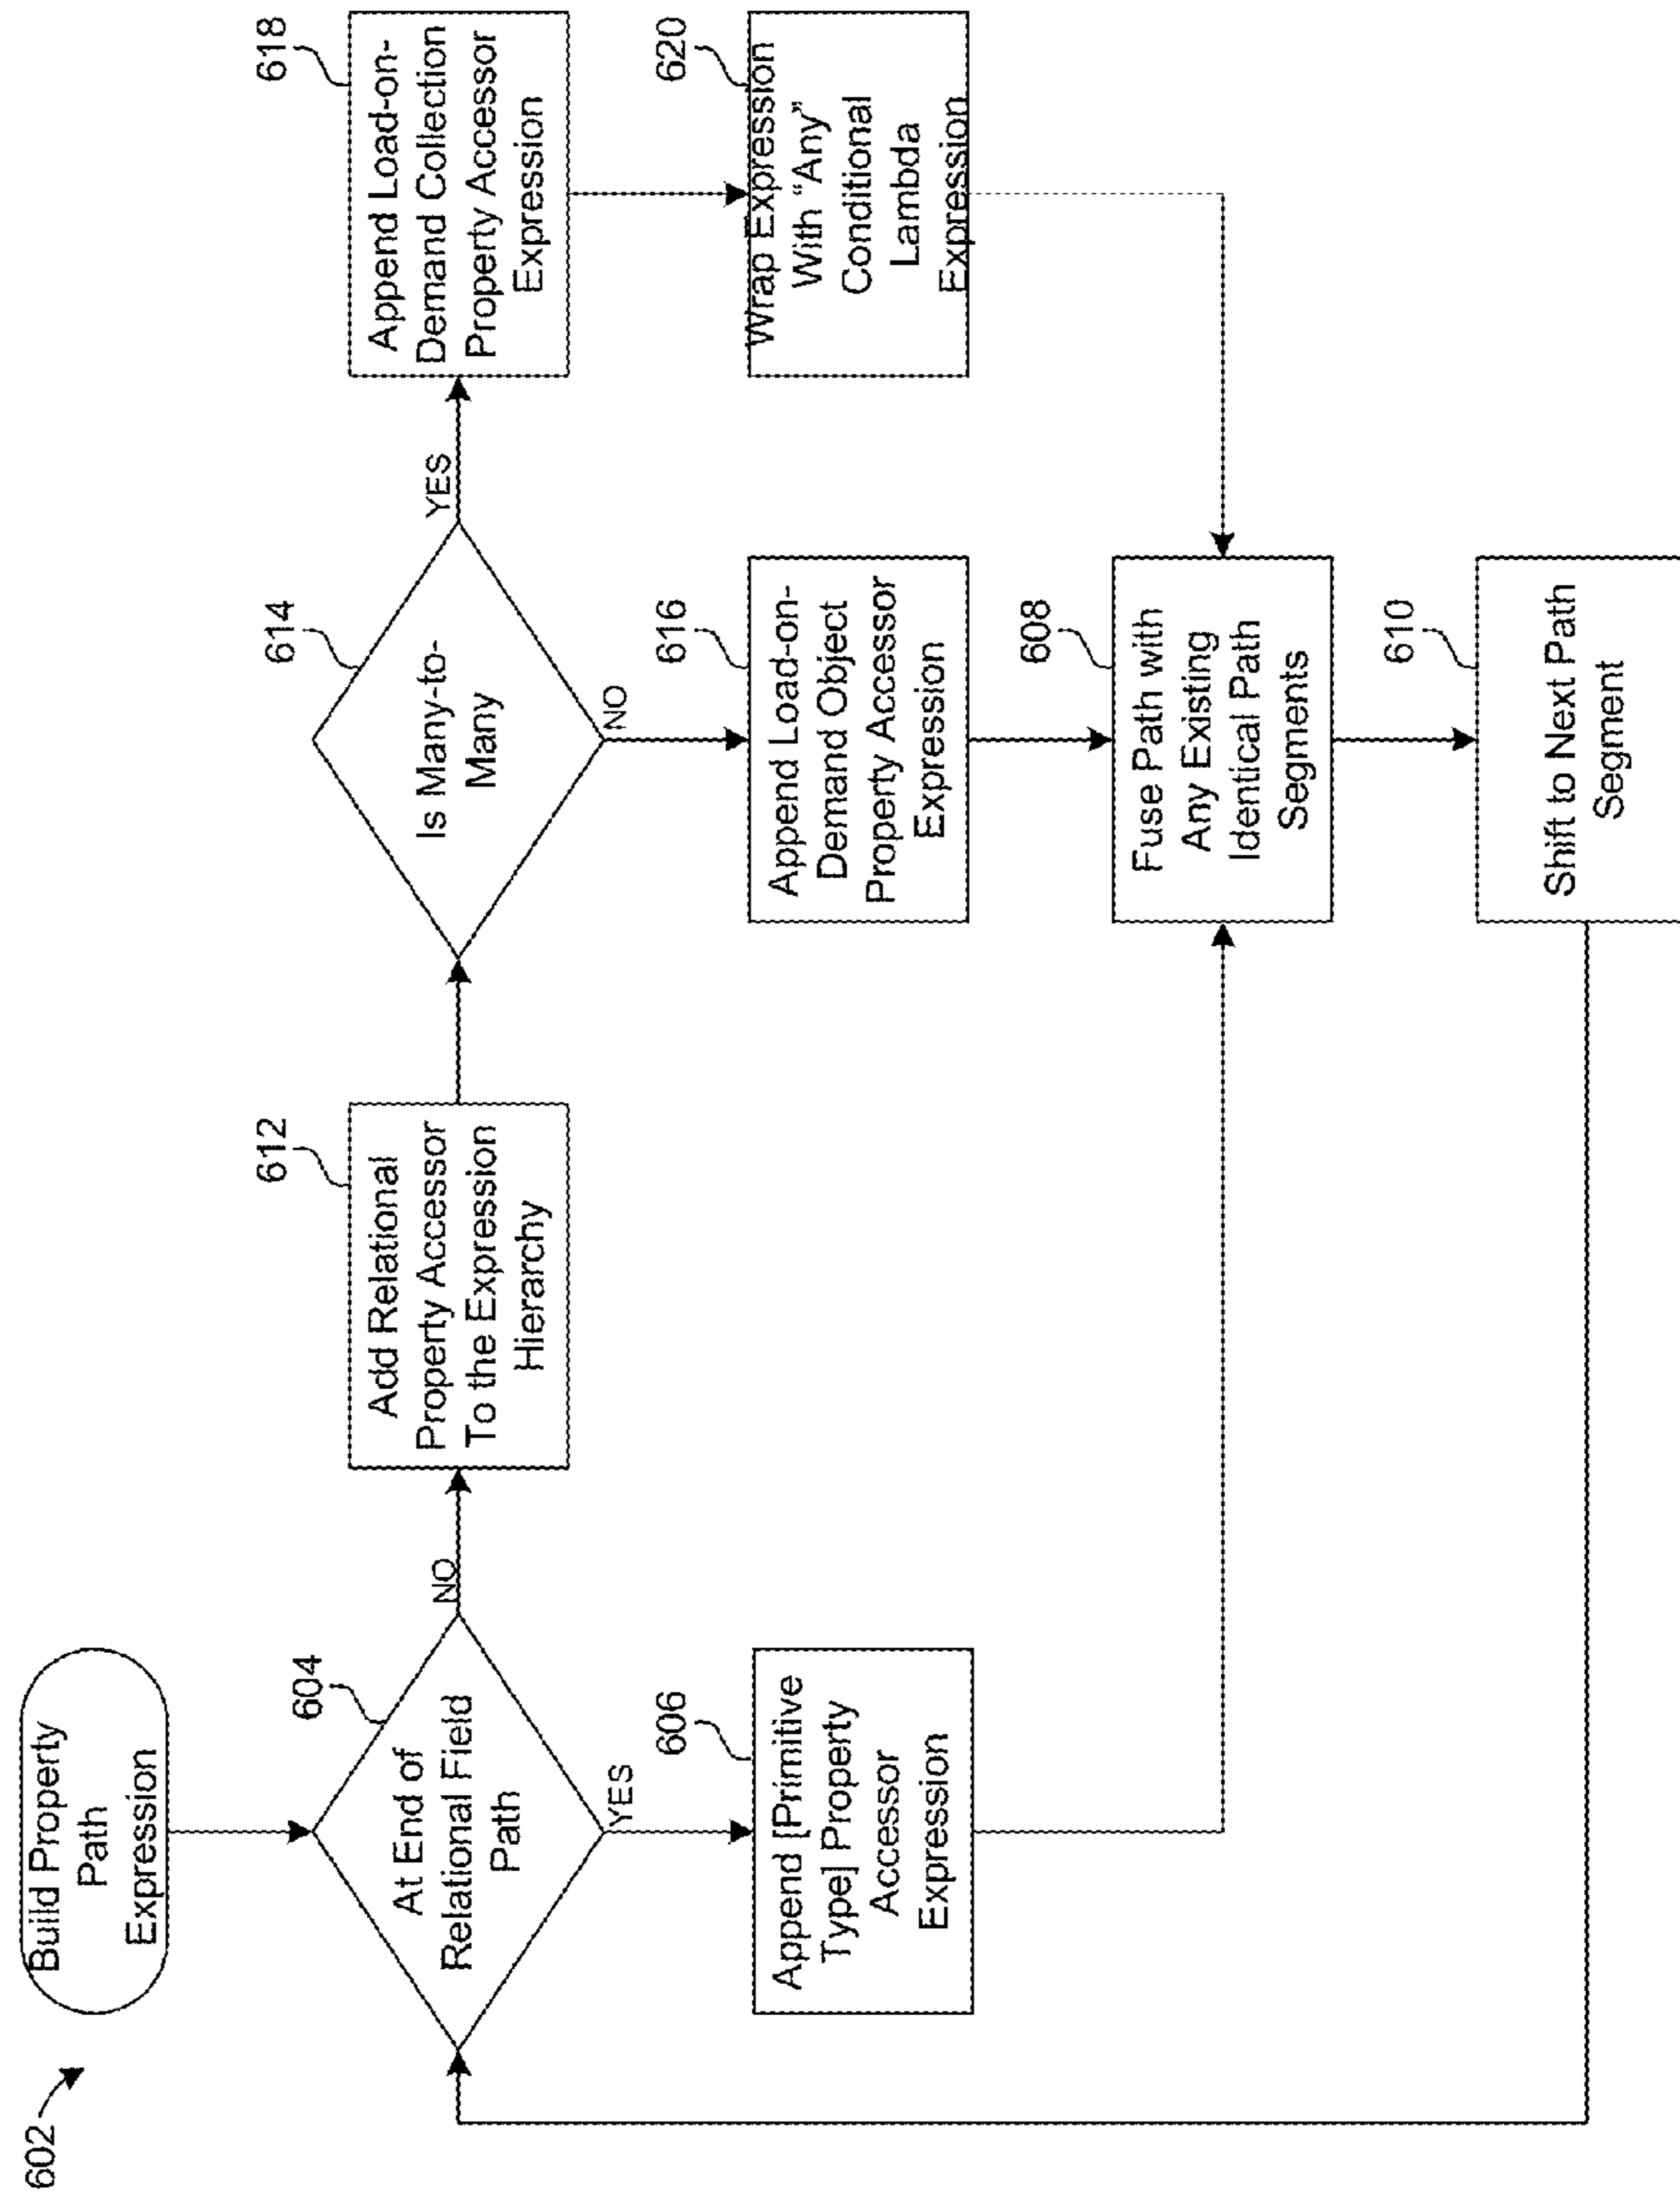 602
Build Property
Path
Expression
604
At End of
Relational Field
Path
NO
YES
606
Append [Primitive
Type] Property
Accessor
Expression
612
Add Relational
Property Accessor
To the Expression
Hierarchy
614
Is Many-to-
Many
YES
NO
616
Append Load-on-
Demand Object
Property Accessor
Expression
618
Append Load-on-
Demand Collection
Property Accessor
Expression
620
Wrap Expression
With “Any”
Conditional
Lambda
Expression
608
Fuse Path with
Any Existing
Identical Path
Segments
610
Shift to Next Path
Segment